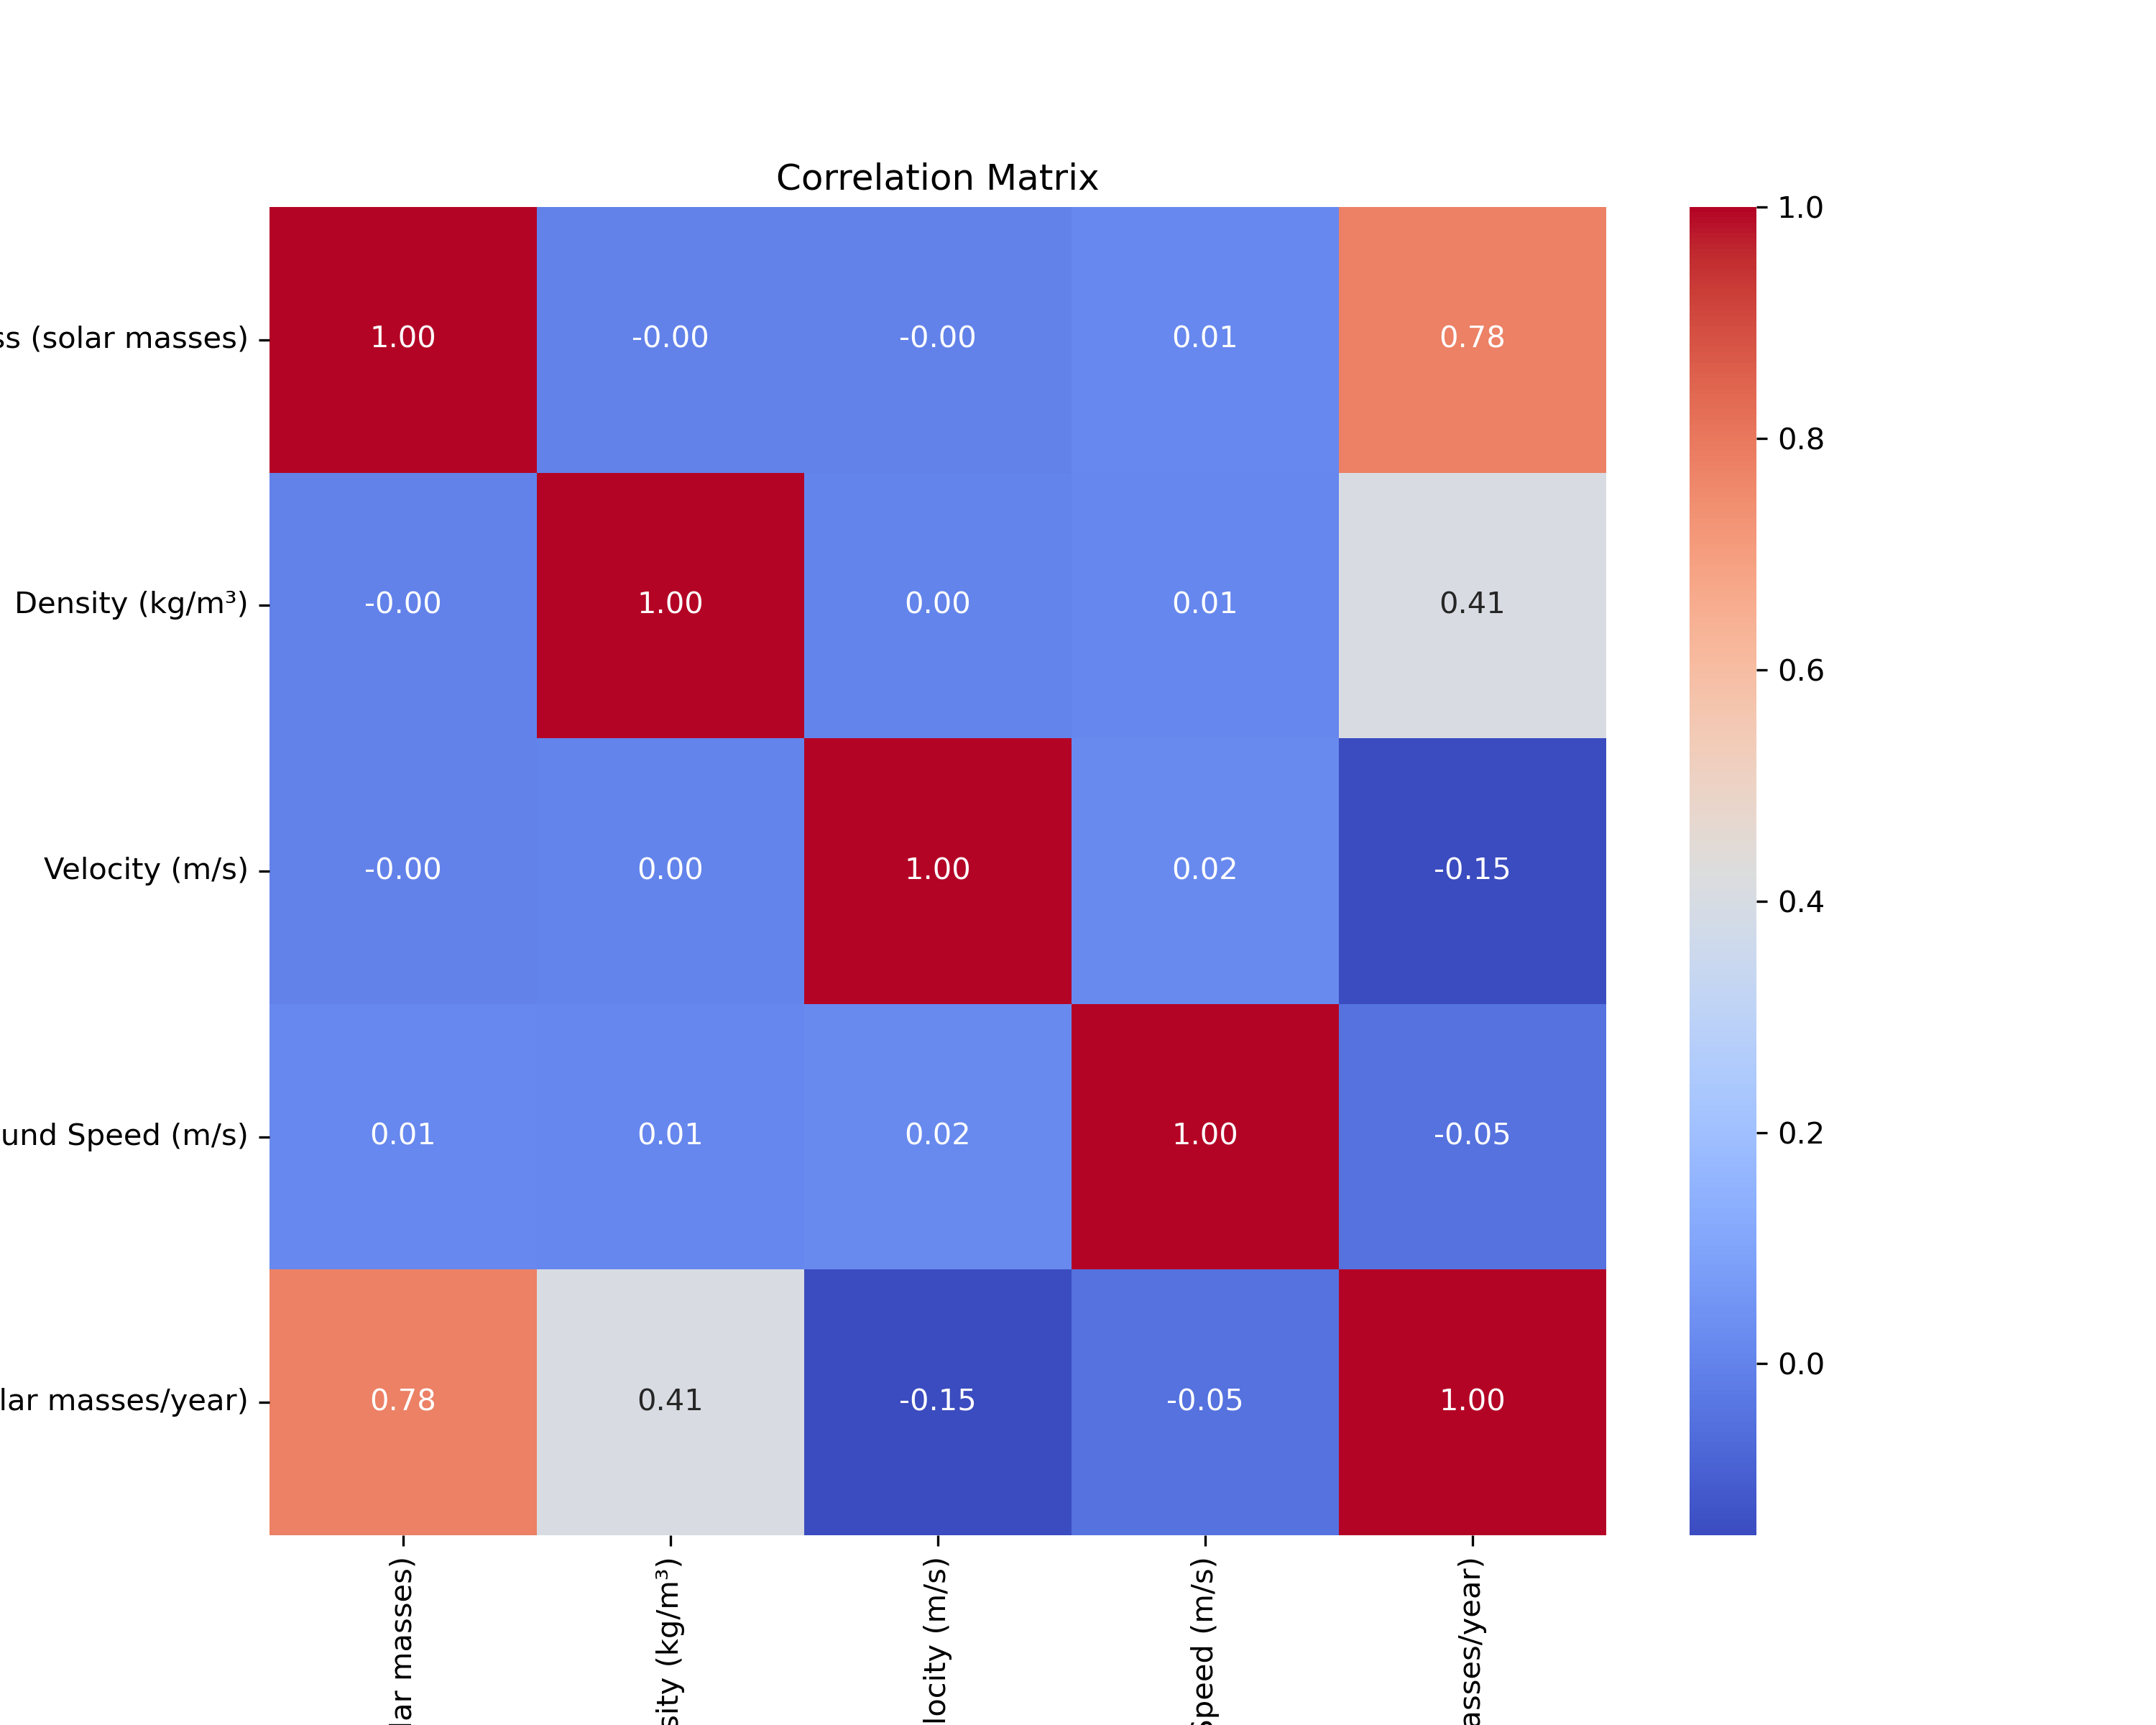 Correlation Matrix
ss (solar masses) 1.00 -0.00 -0.00 0.01 0.78
Density (kg/m³) -0.00 1.00 0.00 0.01 0.41
Velocity (m/s) -0.00 0.00 1.00 0.02 -0.15
und Speed (m/s) 0.01 0.01 0.02 1.00 -0.05
lar masses/year) 0.78 0.41 -0.15 -0.05 1.00
lar masses)
sity (kg/m³)
locity (m/s)
Speed (m/s)
asses/year)
1.0
0.8
0.6
0.4
0.2
0.0